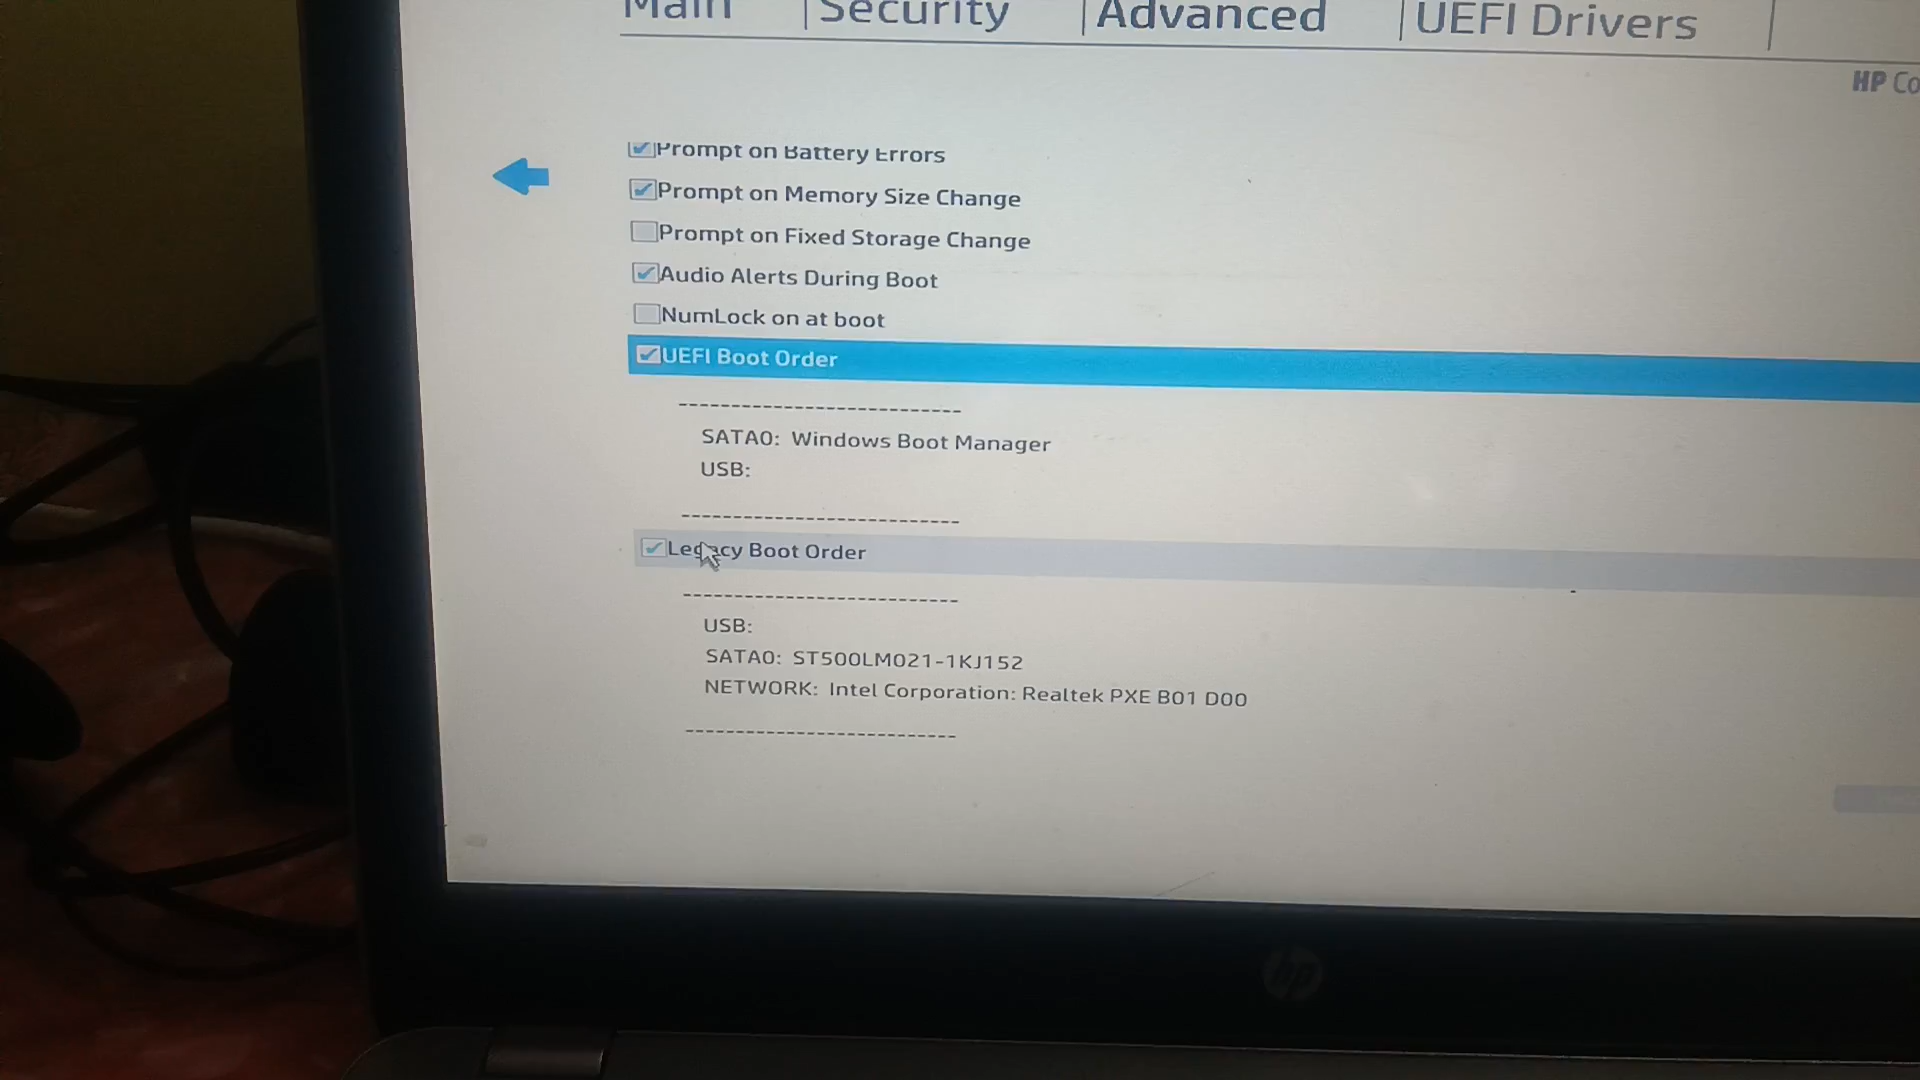 Main | Security | Advanced | UEFI Drivers |
HP Co
Prompt on Battery Errors
Prompt on Memory Size Change
Prompt on Fixed Storage Change
Audio Alerts During Boot
NumLock on at boot
UEFI Boot Order
--------------------------
SATA0: Windows Boot Manager
USB:
--------------------------
Legacy Boot Order
--------------------------
USB:
SATA0: ST500LM021-1KJ152
NETWORK: Intel Corporation: Realtek PXE B01 D00
--------------------------
hp